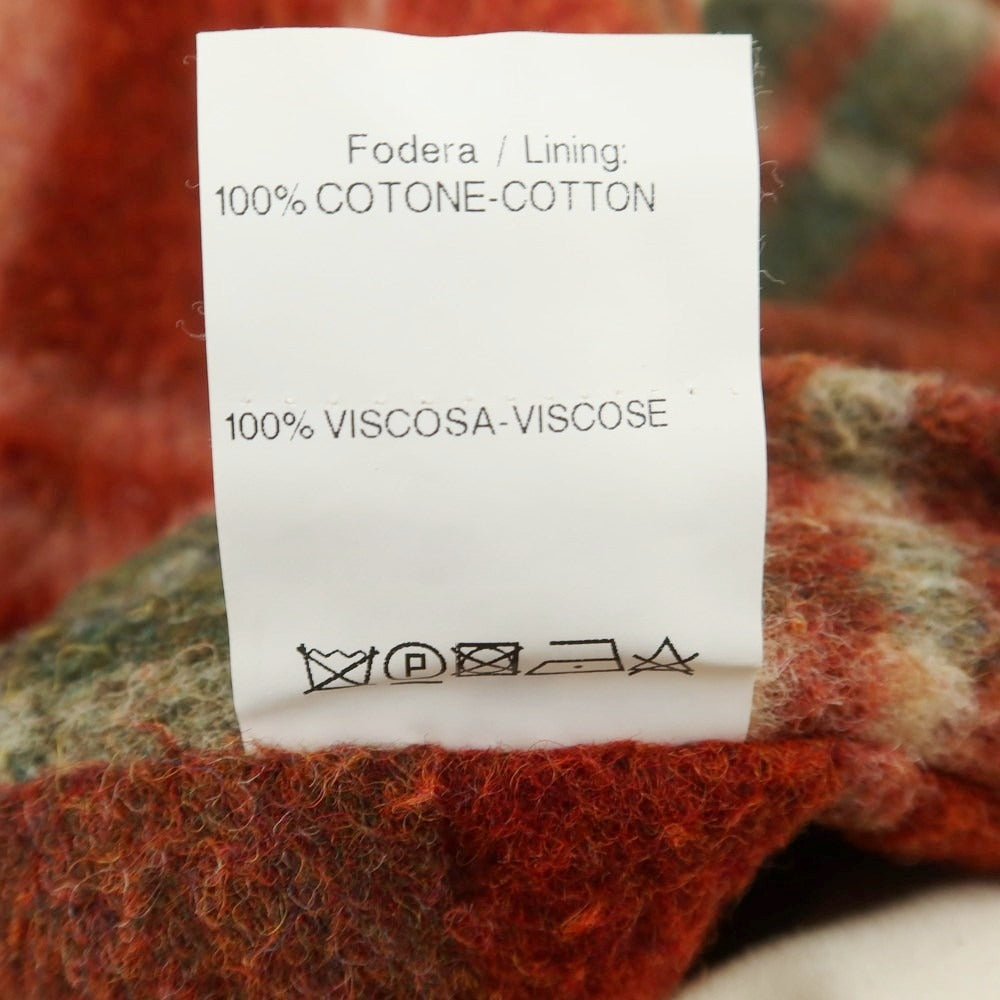 Fodera / Lining:
100% COTONE-COTTON
100% VISCOSA-VISCOSE
P